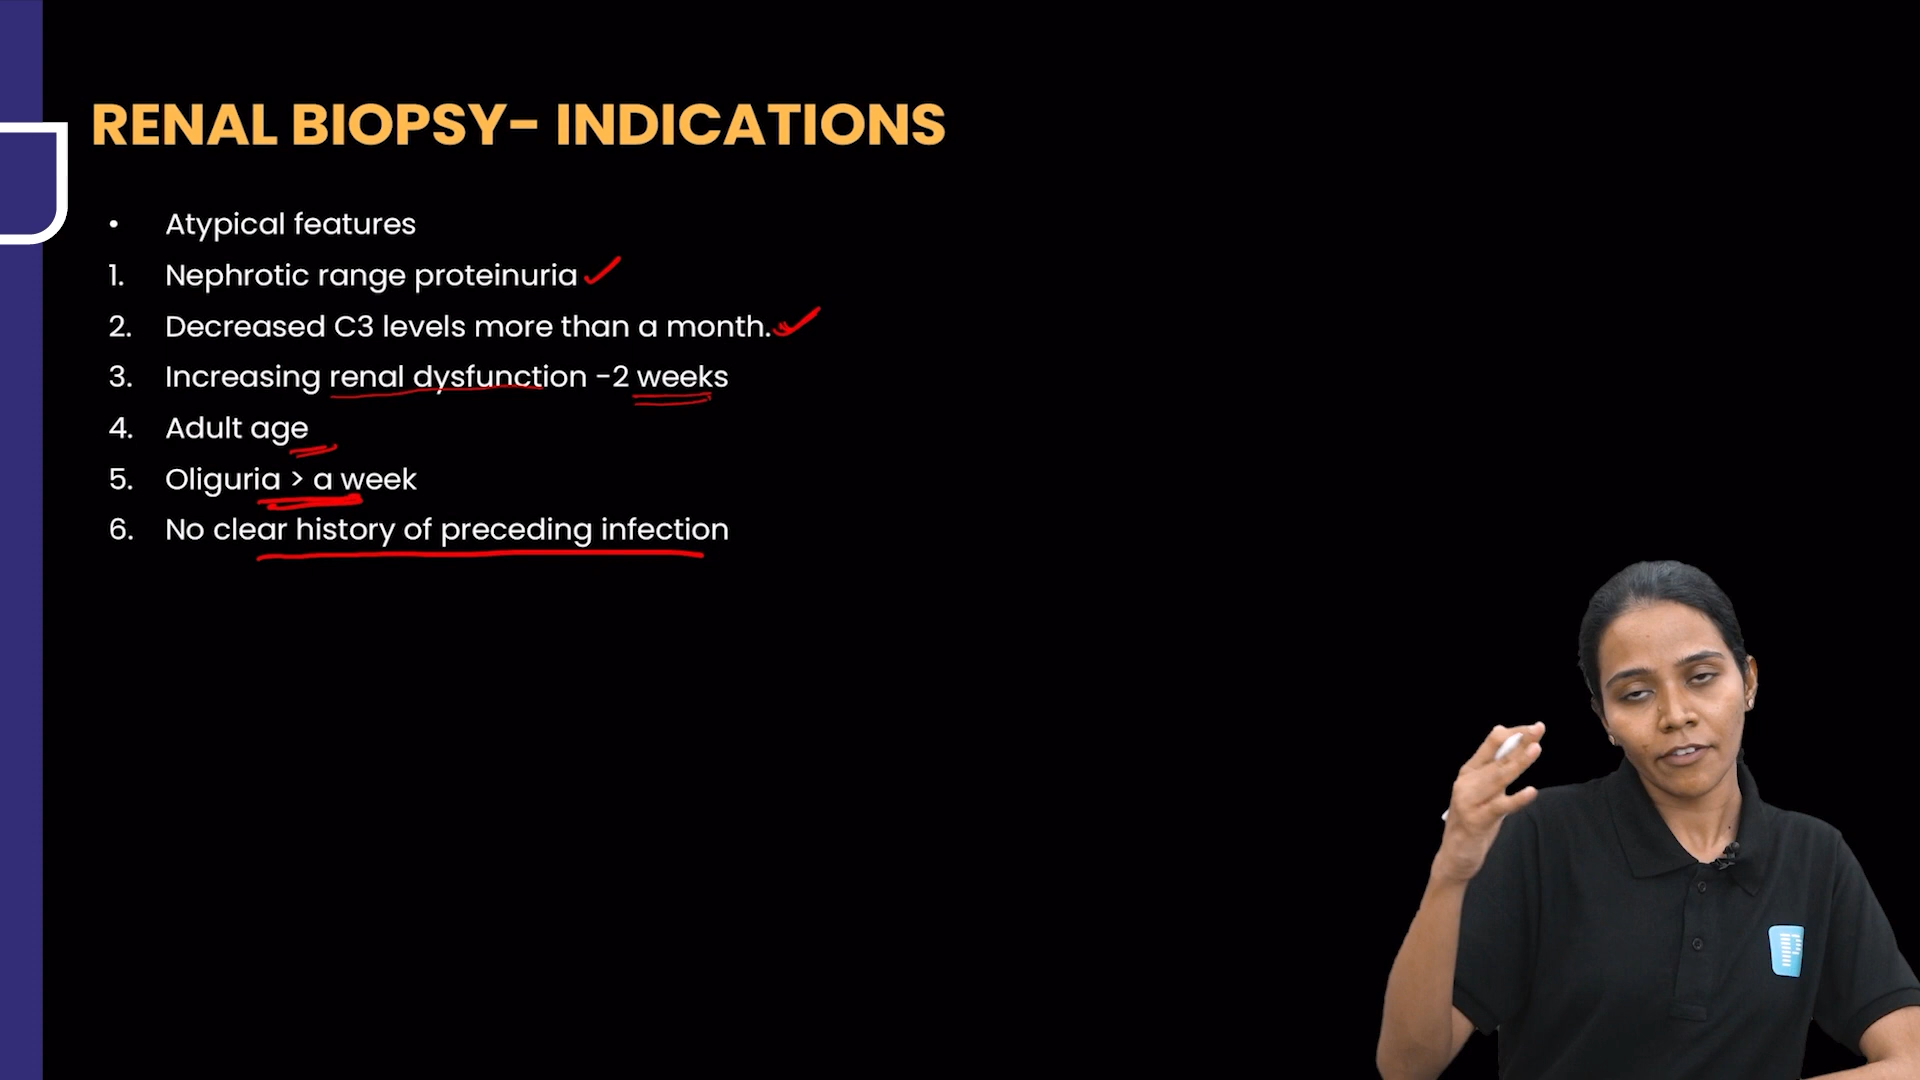 RENAL BIOPSY- INDICATIONS
• Atypical features
1. Nephrotic range proteinuria
2. Decreased C3 levels more than a month.
3. Increasing renal dysfunction -2 weeks
4. Adult age
5. Oliguria > a week
6. No clear history of preceding infection